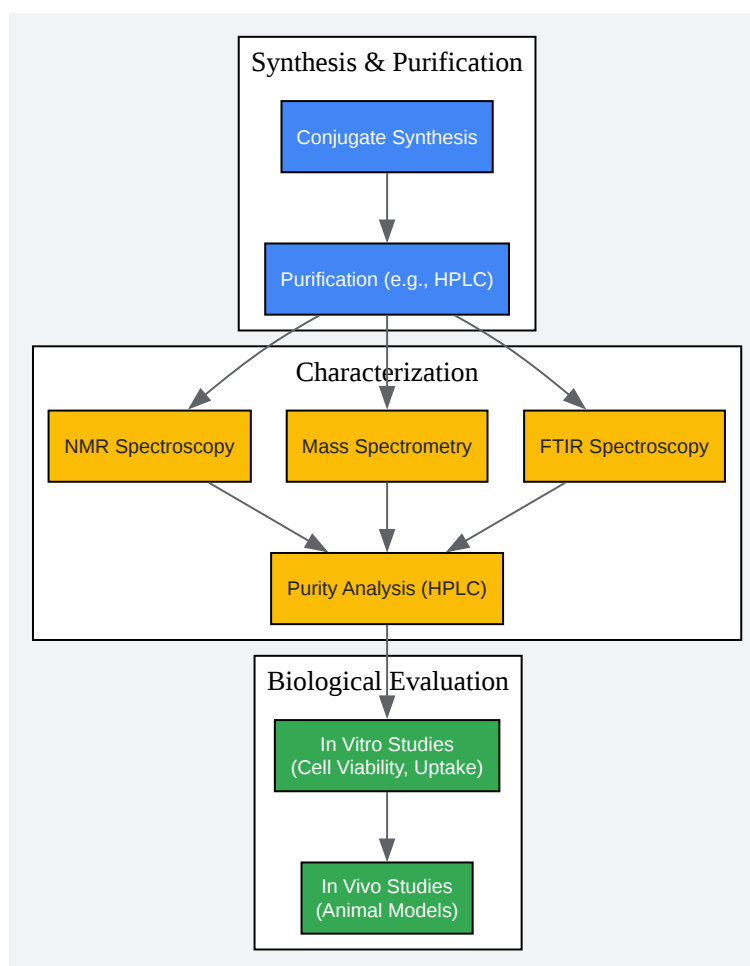 Synthesis & Purification
Conjugate Synthesis
Purification (e.g., HPLC)
Characterization
NMR Spectroscopy
Mass Spectrometry
FTIR Spectroscopy
Purity Analysis (HPLC)
Biological Evaluation
In Vitro Studies
(Cell Viability, Uptake)
In Vivo Studies
(Animal Models)